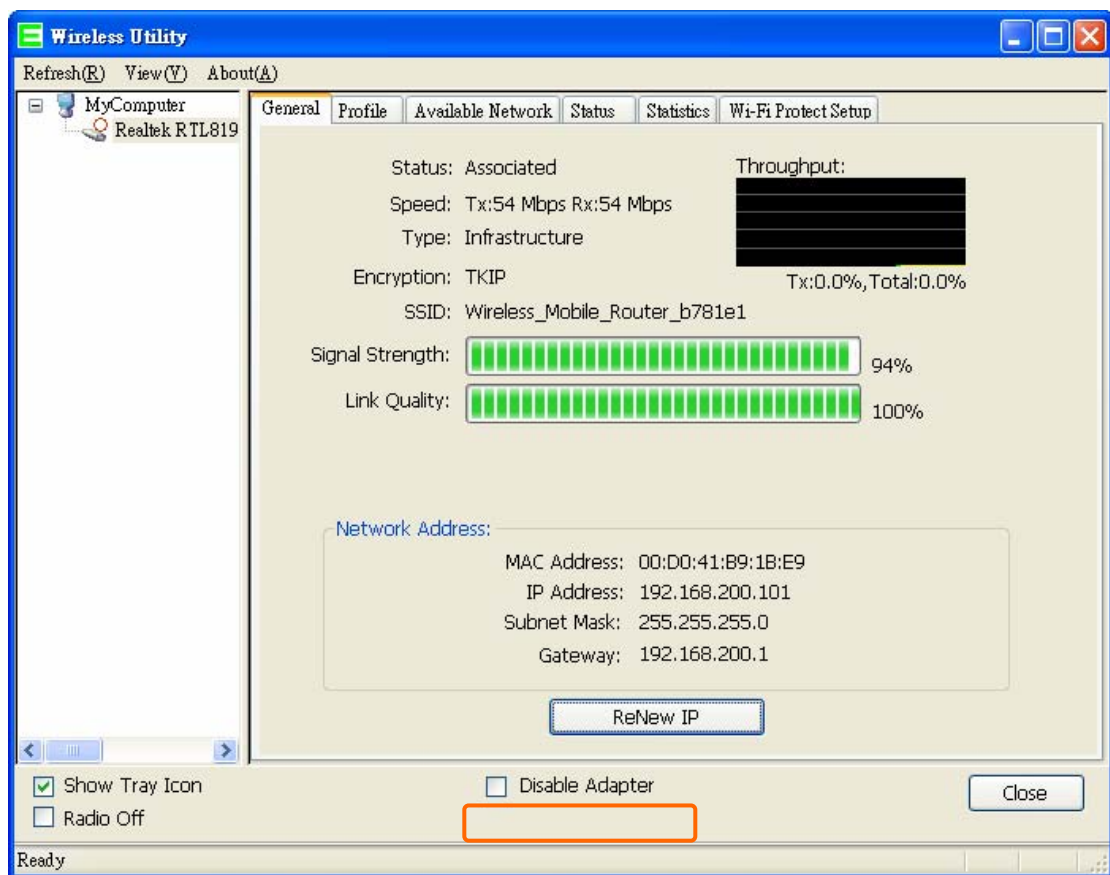 Wireless Utility
Refresh(R) View(V) About(A)
MyComputer
Realtek RTL819
General Profile Available Network Status Statistics Wi-Fi Protect Setup
Status: Associated
Speed: Tx:54 Mbps Rx:54 Mbps
Type: Infrastructure
Encryption: TKIP
SSID: Wireless_Mobile_Router_b781e1
Throughput:
Tx:0.0%,Total:0.0%
Signal Strength: 94%
Link Quality: 100%
Network Address:
MAC Address: 00:D0:41:B9:1B:E9
IP Address: 192.168.200.101
Subnet Mask: 255.255.255.0
Gateway: 192.168.200.1
ReNew IP
Show Tray Icon
Radio Off
Disable Adapter
Close
Ready